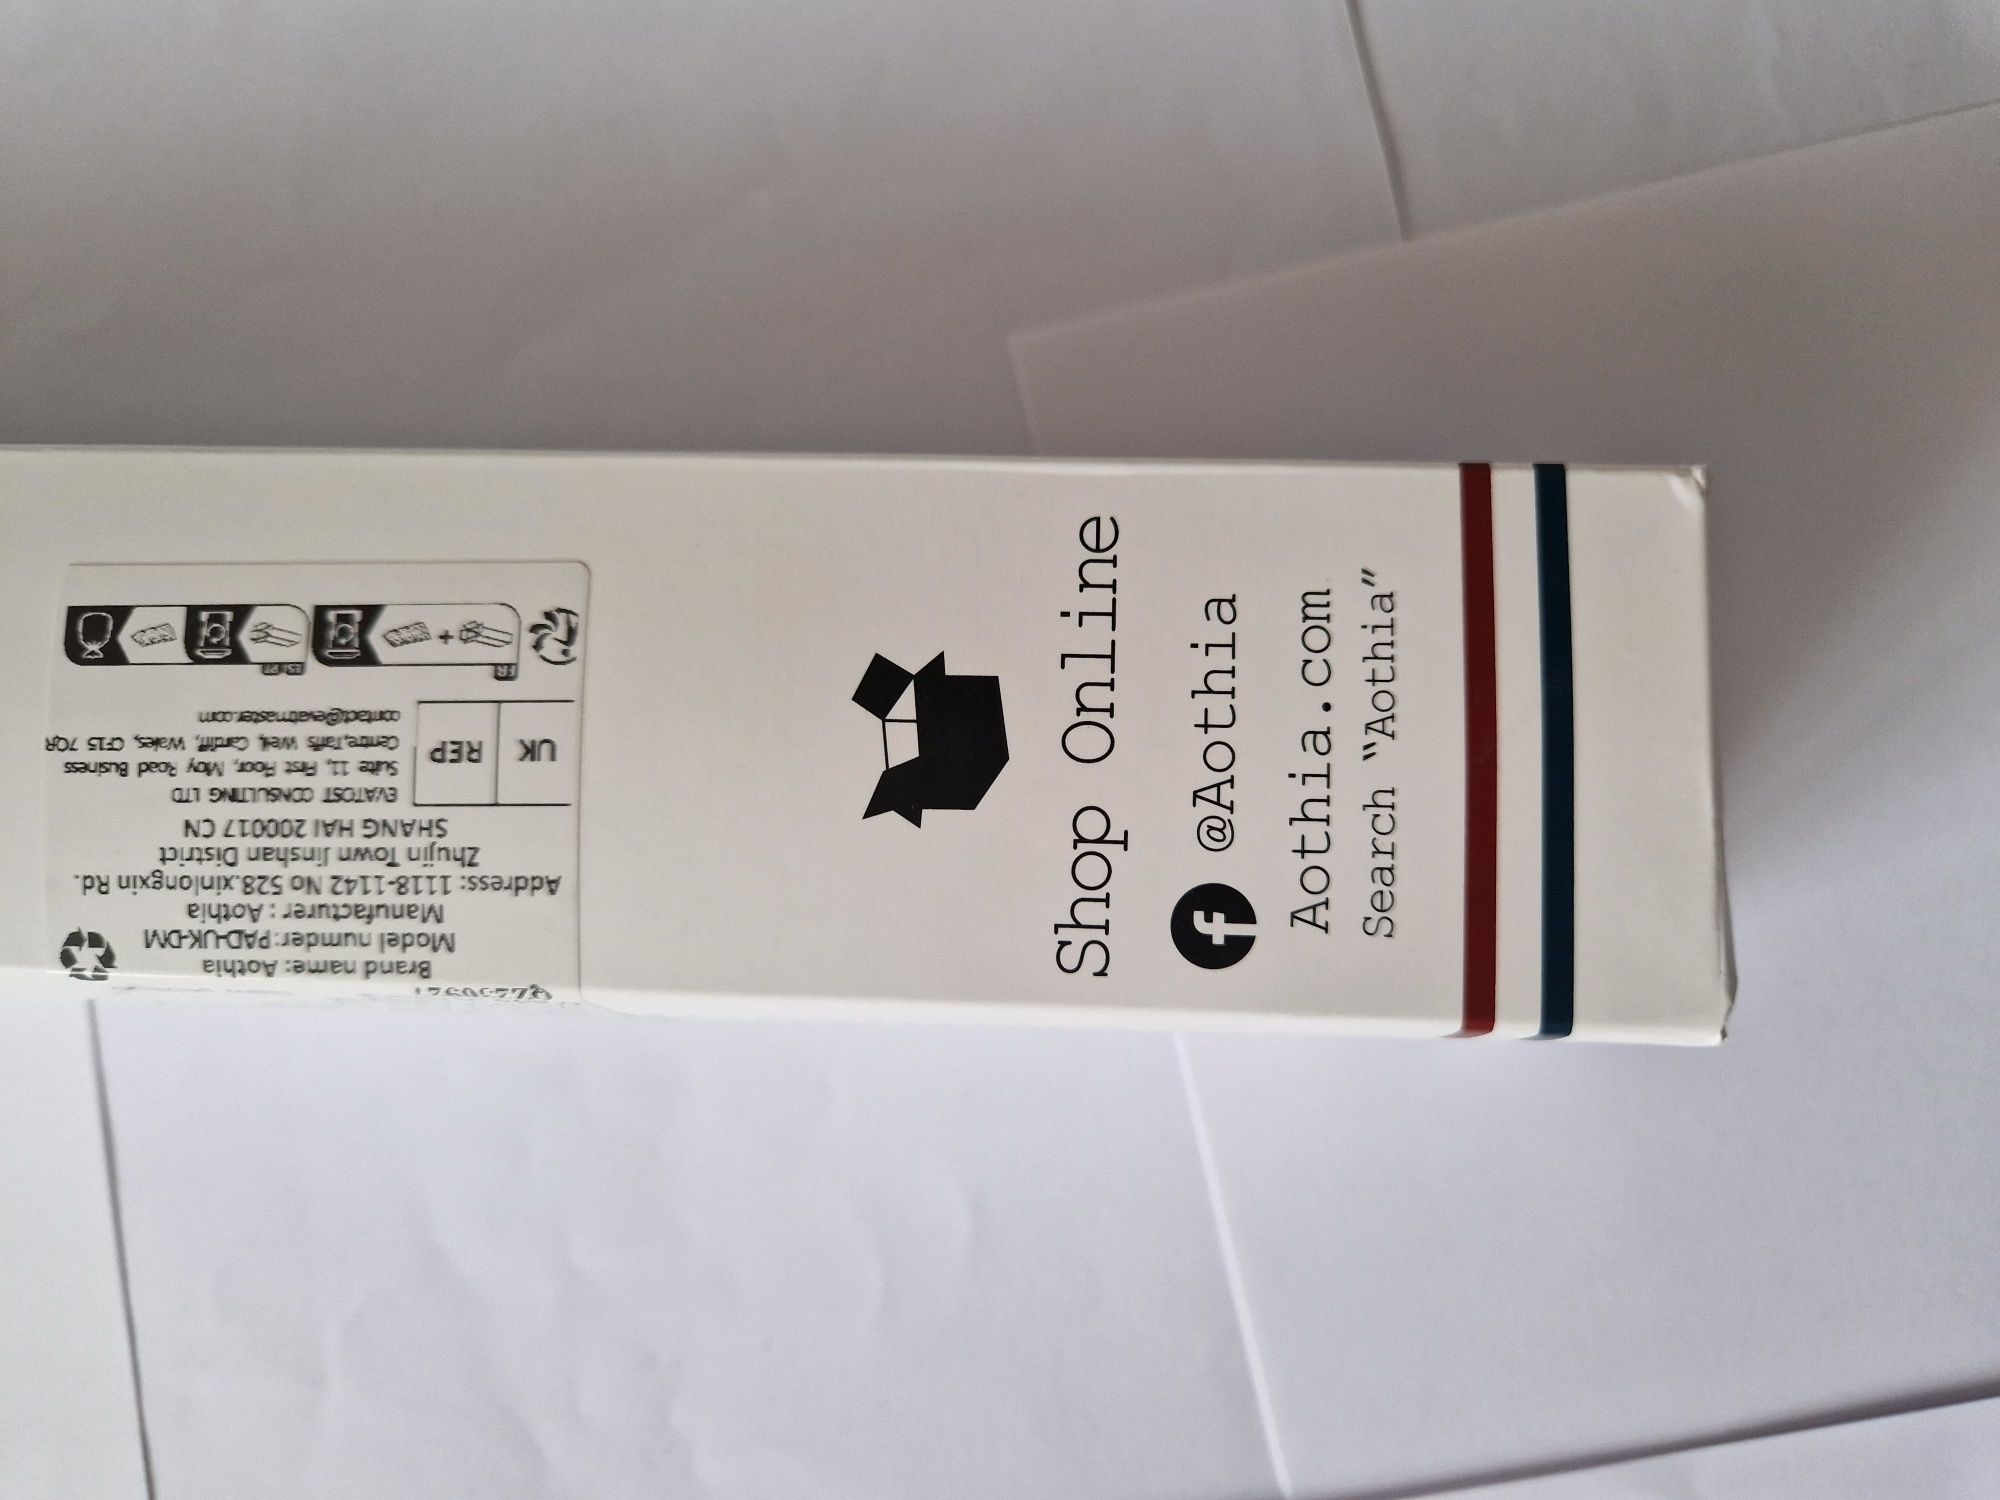 Shop Online
@Aothia
Aothia.com
Search "Aothia"
Brand name: Aothia
Model numder: PAD-UK-DM
Manufacturer : Aothia
Address: 1118-1142 No 528.xinlongxin Rd.
Zhujin Town Jinshan District
SHANG HAI 200017 CN
UK REP
EVATOST CONSULTING LTD
Suite 11, First Floor, Moy Road Business
Centre,Taffs Well, Cardiff, Wales, CF15 7QR
contact@evatmaster.com
FR
ES/PT